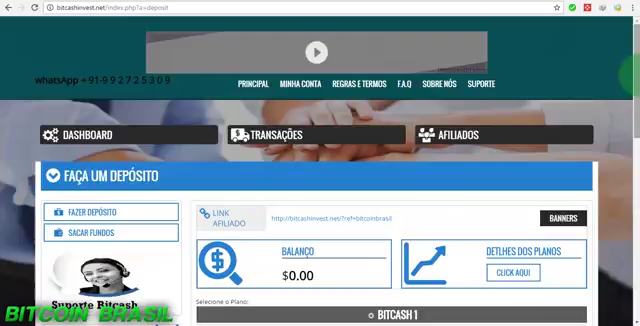 bitcashinvest.net/index.php?a=deposit
whatsApp +91-9 9 2 7 2 5 3 0 9
PRINCIPAL MINHA CONTA REGRAS E TERMOS F.A.Q SOBRE NÓS SUPORTE
DASHBOARD TRANSAÇÕES AFILIADOS
FAÇA UM DEPÓSITO
FAZER DEPÓSITO
SACAR FUNDOS
Suporte Bitcash
LINK AFILIADO
http://bitcashinvest.net/?ref=bitcoinbrasil
BANNERS
BALANÇO
$0.00
DETLHES DOS PLANOS
CLICK AQUI
Selecione o Plano:
BITCASH 1
BITCOIN BRASIL